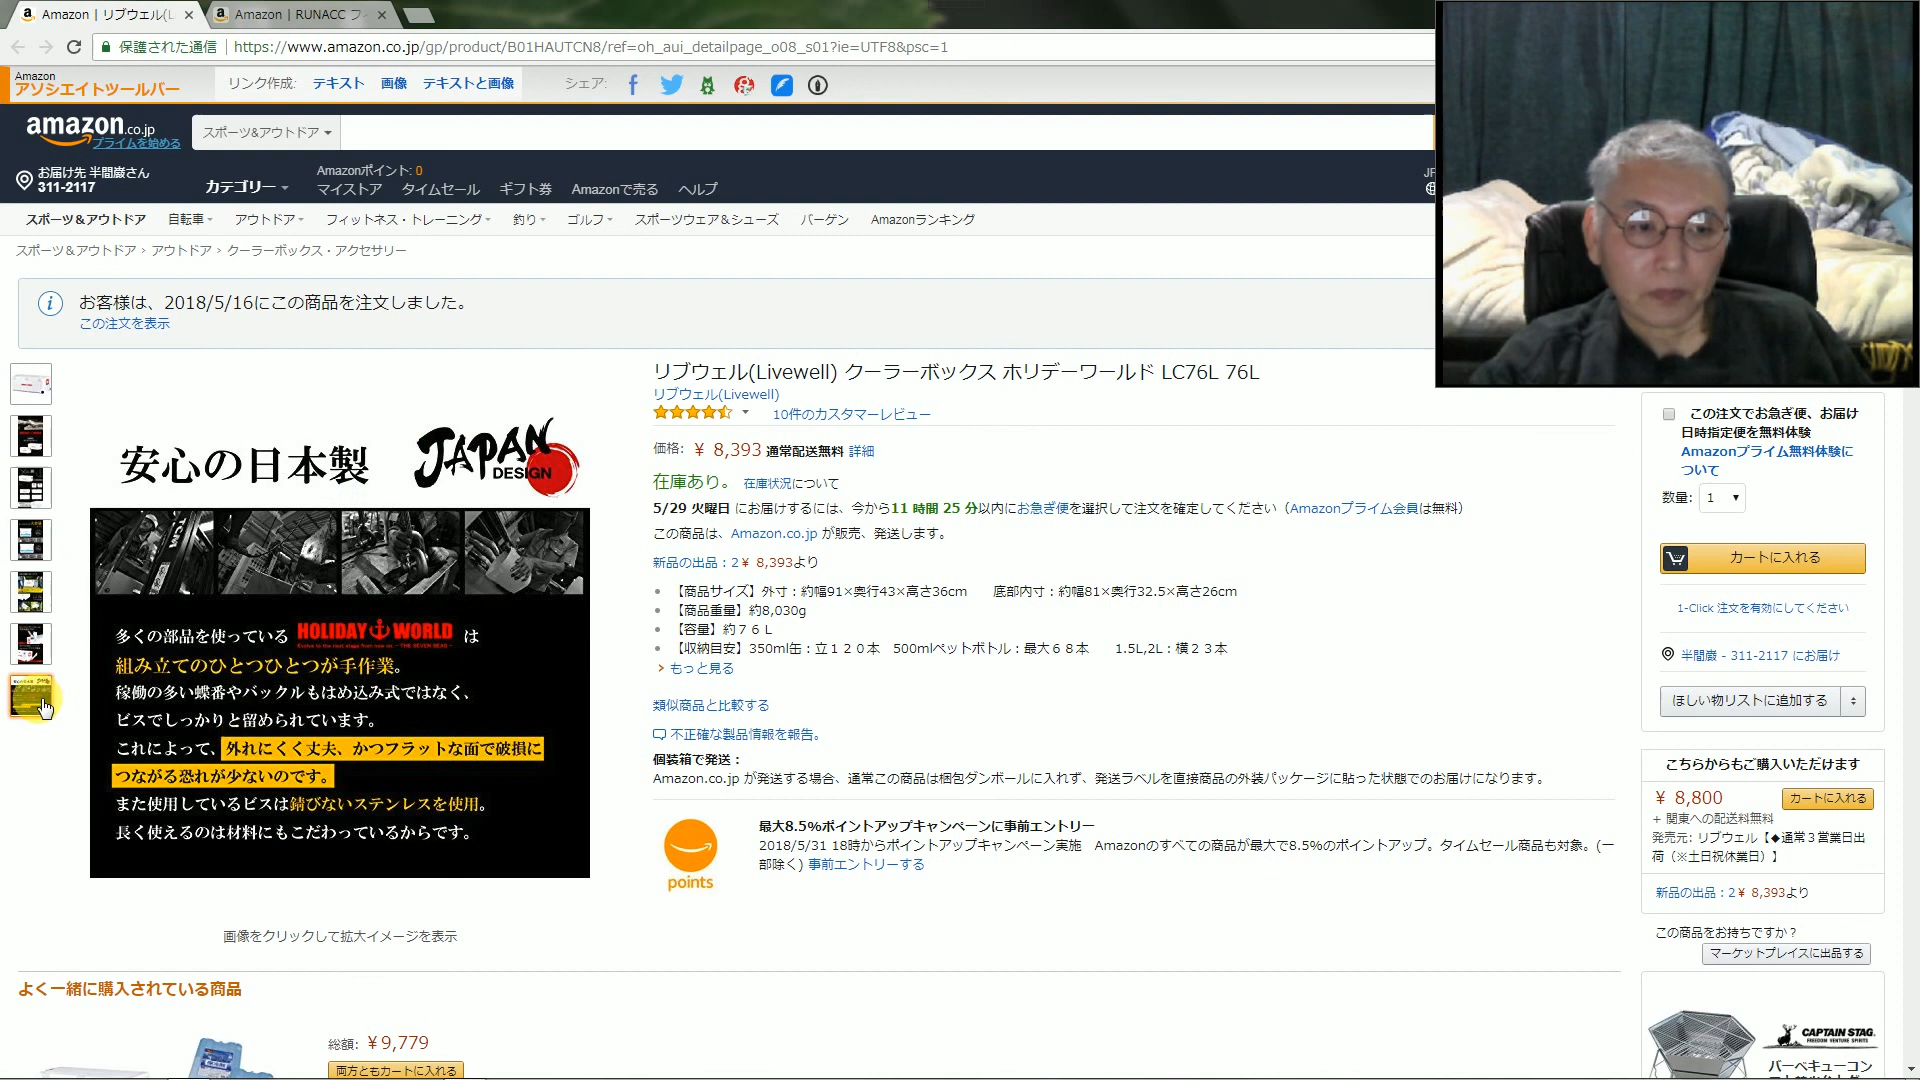 Amazon | リブウェル(L
Amazon | RUNACC フ
保護された通信
https://www.amazon.co.jp/gp/product/B01HAUTCN8/ref=oh_aui_detailpage_o08_s01?ie=UTF8&psc=1
Amazon
アソシエイトツールバー
リンク作成: テキスト 画像 テキストと画像
シェア:
amazon.co.jp
プライムを始める
スポーツ&アウトドア
お届け先 半間巌さん
311-2117
カテゴリー
Amazonポイント: 0
マイストア タイムセール ギフト券 Amazonで売る ヘルプ
スポーツ&アウトドア 自転車 アウトドア フィットネス・トレーニング 釣り ゴルフ スポーツウェア&シューズ バーゲン Amazonランキング
スポーツ&アウトドア › アウトドア › クーラーボックス・アクセサリー
お客様は、2018/5/16にこの商品を注文しました。
この注文を表示
安心の日本製
JAPAN DESIGN
多くの部品を使っている HOLIDAY WORLD は
組み立てのひとつひとつが手作業。
稼働の多い蝶番やバックルもはめ込み式ではなく、
ビスでしっかりと留められています。
これによって、外れにくく丈夫、かつフラットな面で破損に
つながる恐れが少ないのです。
また使用しているビスは錆びないステンレスを使用。
長く使えるのは材料にもこだわっているからです。
画像をクリックして拡大イメージを表示
リブウェル(Livewell) クーラーボックス ホリデーワールド LC76L 76L
リブウェル(Livewell)
10件のカスタマーレビュー
価格: ￥ 8,393 通常配送無料 詳細
在庫あり。 在庫状況について
5/29 火曜日 にお届けするには、今から11 時間 25 分以内にお急ぎ便を選択して注文を確定してください（Amazonプライム会員は無料）
この商品は、Amazon.co.jp が販売、発送します。
新品の出品：2￥ 8,393より
【商品サイズ】外寸：約幅91×奥行43×高さ36cm 底部内寸：約幅81×奥行32.5×高さ26cm
【商品重量】約8,030g
【容量】約７６Ｌ
【収納目安】350ml缶：立１２０本 500mlペットボトル：最大６８本 1.5L,2L：横２３本
もっと見る
類似商品と比較する
不正確な製品情報を報告。
個装箱で発送：
Amazon.co.jp が発送する場合、通常この商品は梱包ダンボールに入れず、発送ラベルを直接商品の外装パッケージに貼った状態でのお届けになります。
points
最大8.5%ポイントアップキャンペーンに事前エントリー
2018/5/31 18時からポイントアップキャンペーン実施 Amazonのすべての商品が最大で8.5%のポイントアップ。タイムセール商品も対象。(一
部除く) 事前エントリーする
この注文でお急ぎ便、お届け
日時指定便を無料体験
Amazonプライム無料体験に
ついて
数量: 1
カートに入れる
1-Click 注文を有効にしてください
半間巌 - 311-2117 にお届け
ほしい物リストに追加する
こちらからもご購入いただけます
￥ 8,800
カートに入れる
+ 関東への配送料無料
発売元: リブウェル【◆通常３営業日出
荷（※土日祝休業日）】
新品の出品：2￥ 8,393より
この商品をお持ちですか？
マーケットプレイスに出品する
CAPTAIN STAG.
バーベキューコン
よく一緒に購入されている商品
総額: ￥9,779
両方ともカートに入れる